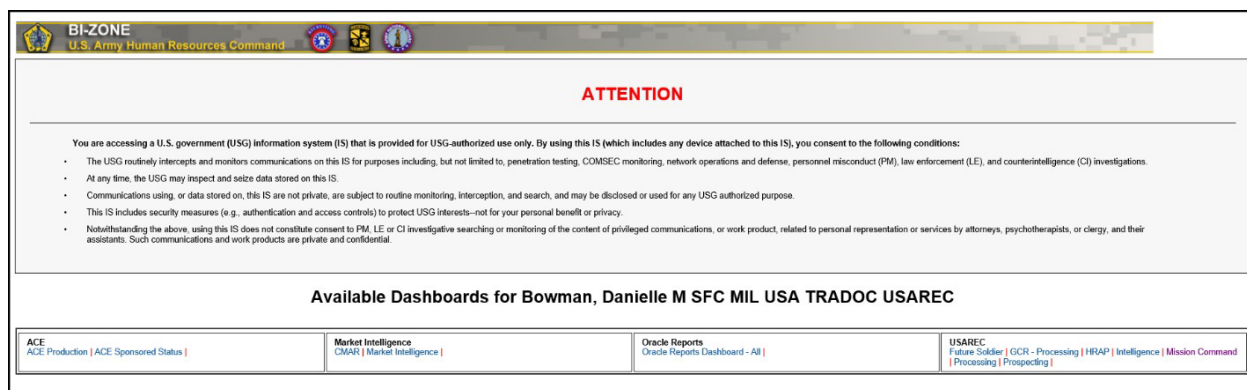 BI-ZONE
U.S. Army Human Resources Command
ATTENTION
You are accessing a U.S. government (USG) information system (IS) that is provided for USG-authorized use only. By using this IS (which includes any device attached to this IS), you consent to the following conditions:
· The USG routinely intercepts and monitors communications on this IS for purposes including, but not limited to, penetration testing, COMSEC monitoring, network operations and defense, personnel misconduct (PM), law enforcement (LE), and counterintelligence (CI) investigations.
· At any time, the USG may inspect and seize data stored on this IS.
· Communications using, or data stored on, this IS are not private, are subject to routine monitoring, interception, and search, and may be disclosed or used for any USG authorized purpose.
· This IS includes security measures (e.g., authentication and access controls) to protect USG interests--not for your personal benefit or privacy.
· Notwithstanding the above, using this IS does not constitute consent to PM, LE or CI investigative searching or monitoring of the content of privileged communications, or work product, related to personal representation or services by attorneys, psychotherapists, or clergy, and their
assistants. Such communications and work products are private and confidential.
Available Dashboards for Bowman, Danielle M SFC MIL USA TRADOC USAREC
ACE
ACE Production | ACE Sponsored Status |
Market Intelligence
CMAR | Market Intelligence |
Oracle Reports
Oracle Reports Dashboard - All |
USAREC
Future Soldier | GCR - Processing | HRAP | Intelligence | Mission Command
| Processing | Prospecting |